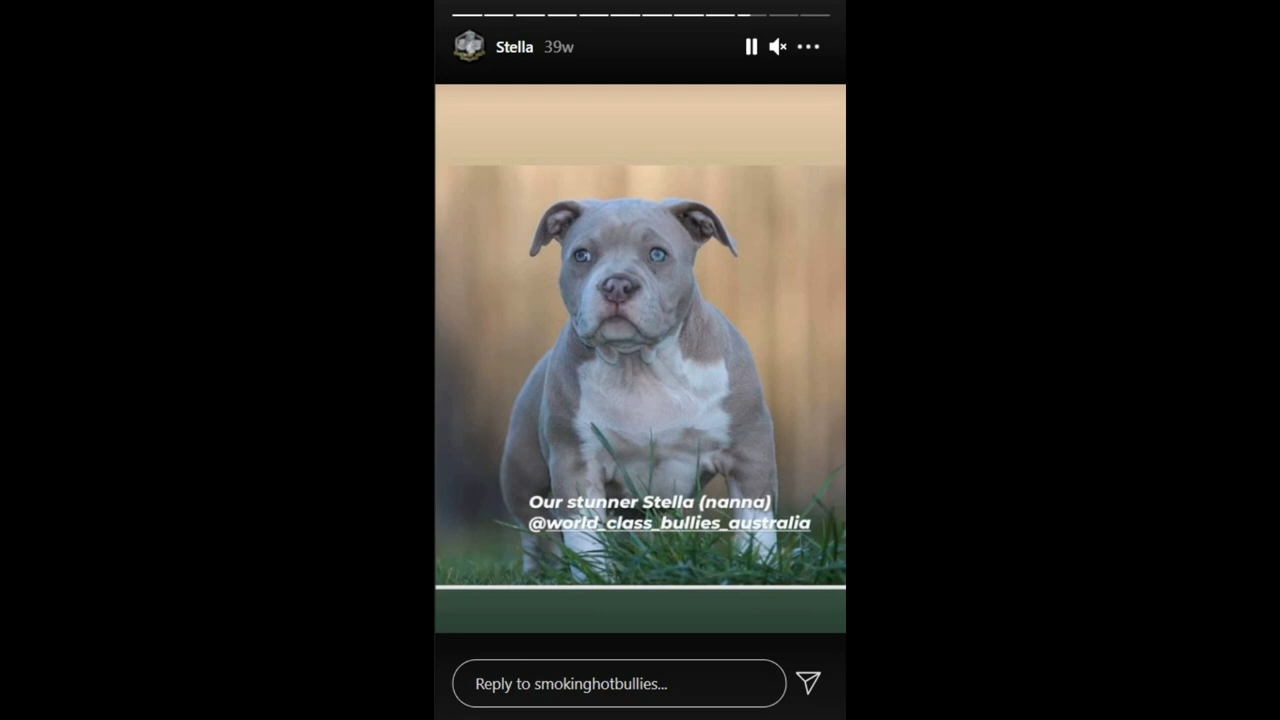 Stella 39w
Our stunner Stella (nanna)
@world_class_bullies_australia
Reply to smokinghotbullies...